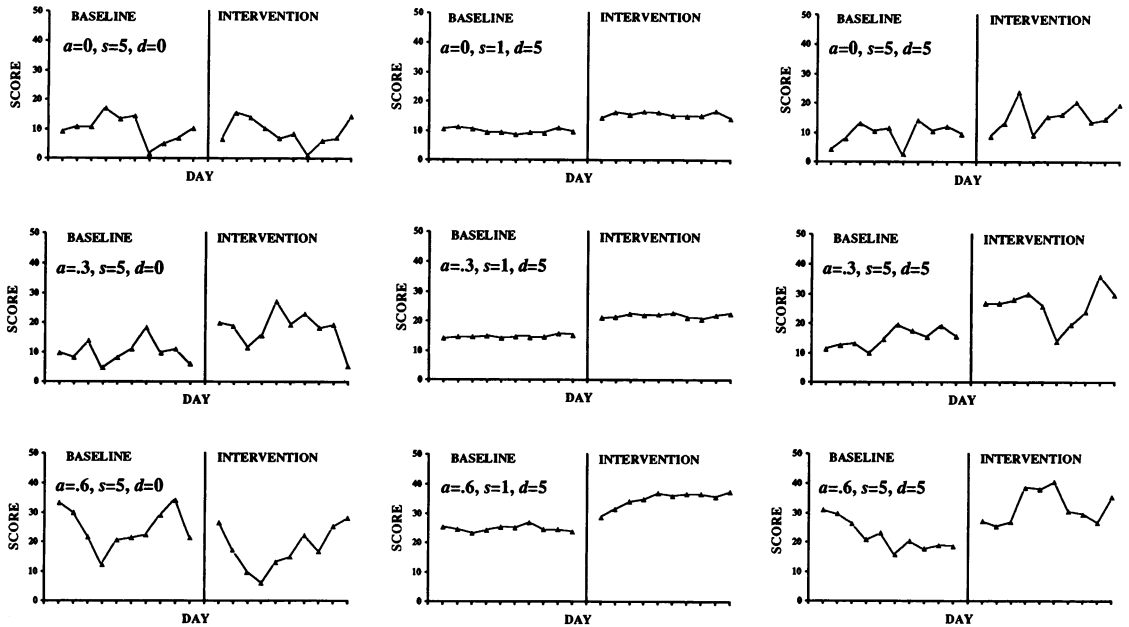 BASELINE INTERVENTION
a=0, s=5, d=0
SCORE
50
40
30
20
10
0
DAY
BASELINE INTERVENTION
a=0, s=1, d=5
SCORE
50
40
30
20
10
0
DAY
BASELINE INTERVENTION
a=0, s=5, d=5
SCORE
50
40
30
20
10
0
DAY
BASELINE INTERVENTION
a=.3, s=5, d=0
SCORE
50
40
30
20
10
0
DAY
BASELINE INTERVENTION
a=.3, s=1, d=5
SCORE
50
40
30
20
10
0
DAY
BASELINE INTERVENTION
a=.3, s=5, d=5
SCORE
50
40
30
20
10
0
DAY
BASELINE INTERVENTION
a=.6, s=5, d=0
SCORE
50
40
30
20
10
0
DAY
BASELINE INTERVENTION
a=.6, s=1, d=5
SCORE
50
40
30
20
10
0
DAY
BASELINE INTERVENTION
a=.6, s=5, d=5
SCORE
50
40
30
20
10
0
DAY